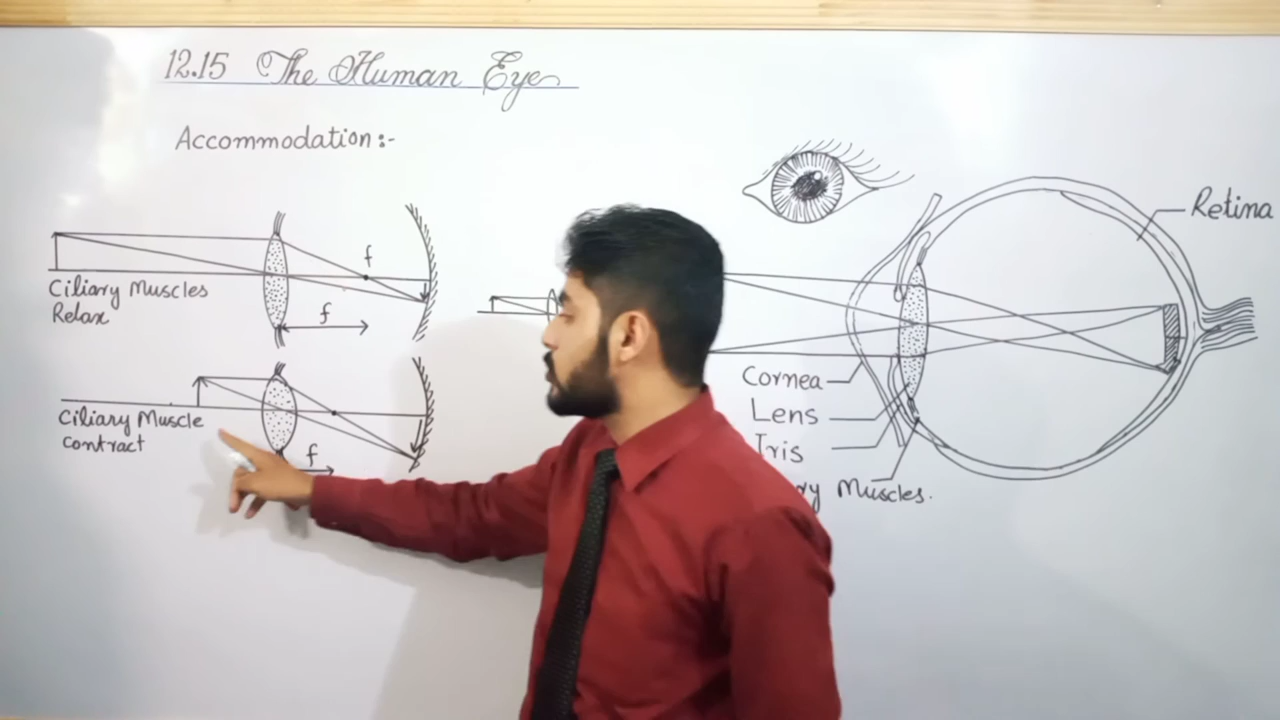 12.15 The Human Eye
Accommodation :-
f
Ciliary Muscles
Relax
f
Ciliary Muscle
Contract
f
Retina
Cornea
Lens
Iris
Muscles.